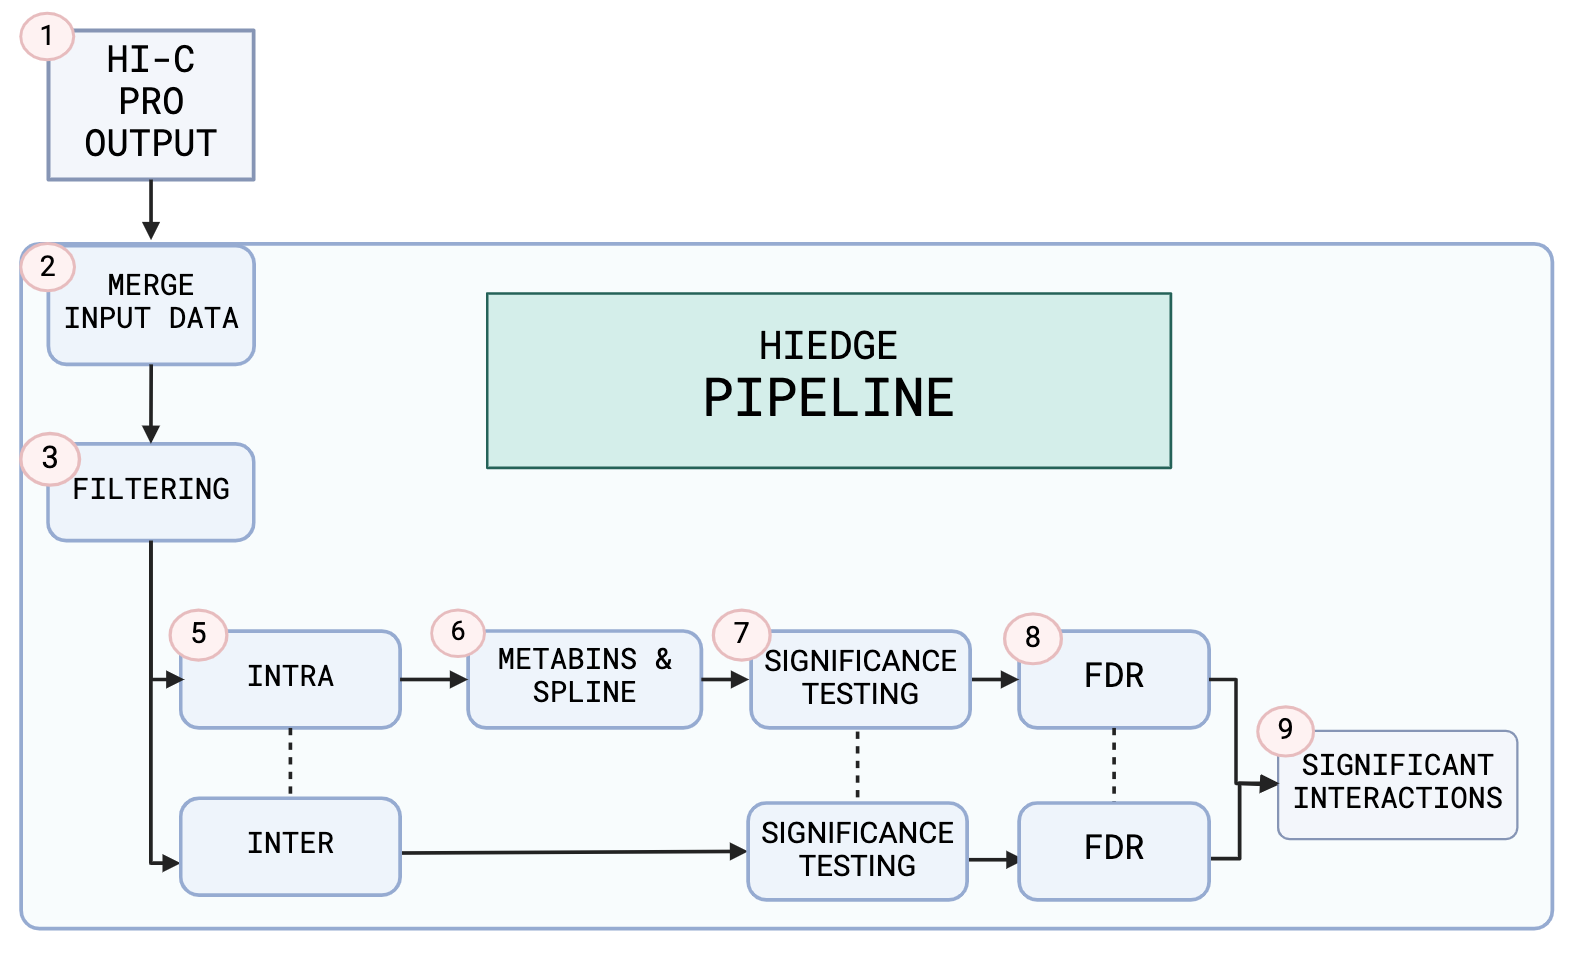 1
HI-C
PRO
OUTPUT
2
MERGE
INPUT DATA
HIEDGE
PIPELINE
3
FILTERING
5
INTRA
6
METABINS &
SPLINE
7
SIGNIFICANCE
TESTING
8
FDR
9
SIGNIFICANT
INTERACTIONS
INTER
SIGNIFICANCE
TESTING
FDR